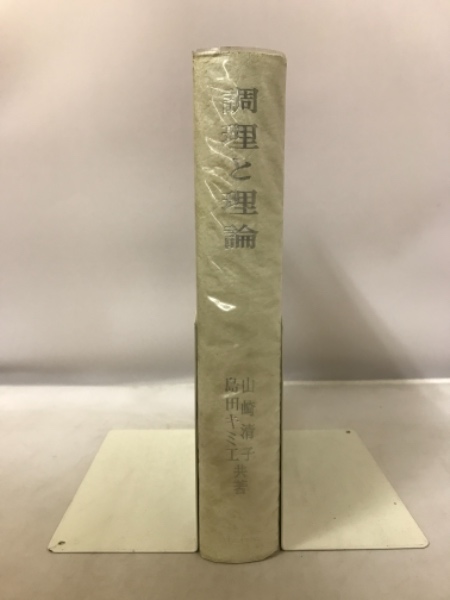 調理と理論
山崎清子
島田キミエ
共著